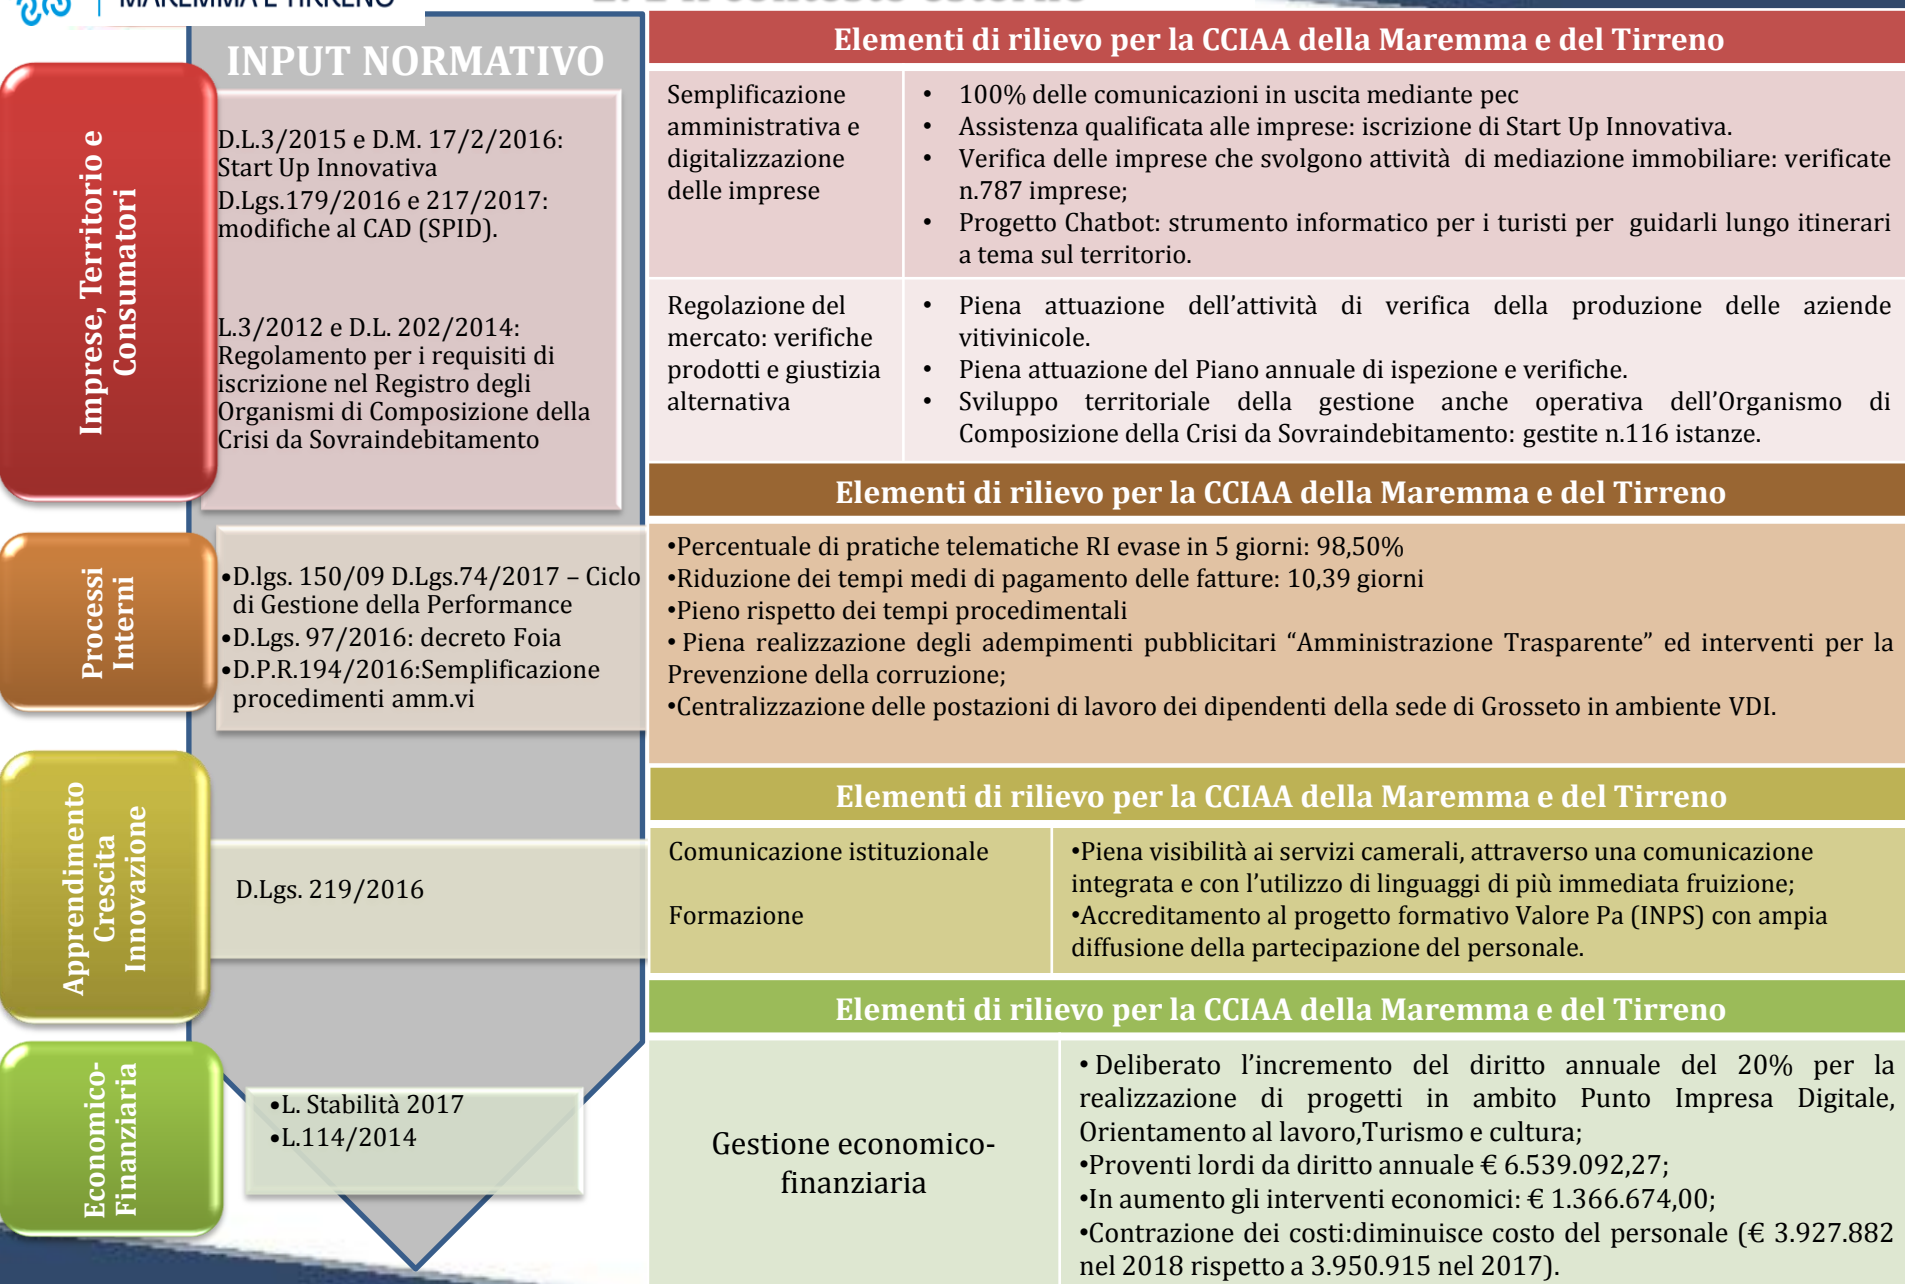 MAREMMA E TIRRENO
INPUT NORMATIVO
Imprese, Territorio e
Consumatori
D.L.3/2015 e D.M. 17/2/2016:
Start Up Innovativa
D.Lgs.179/2016 e 217/2017:
modifiche al CAD (SPID).
L.3/2012 e D.L. 202/2014:
Regolamento per i requisiti di
iscrizione nel Registro degli
Organismi di Composizione della
Crisi da Sovraindebitamento
Elementi di rilievo per la CCIAA della Maremma e del Tirreno
Semplificazione
amministrativa e
digitalizzazione
delle imprese
• 100% delle comunicazioni in uscita mediante pec
• Assistenza qualificata alle imprese: iscrizione di Start Up Innovativa.
• Verifica delle imprese che svolgono attività di mediazione immobiliare: verificate
n.787 imprese;
• Progetto Chatbot: strumento informatico per i turisti per guidarli lungo itinerari
a tema sul territorio.
Regolazione del
mercato: verifiche
prodotti e giustizia
alternativa
• Piena attuazione dell'attività di verifica della produzione delle aziende
vitivinicole.
• Piena attuazione del Piano annuale di ispezione e verifiche.
• Sviluppo territoriale della gestione anche operativa dell'Organismo di
Composizione della Crisi da Sovraindebitamento: gestite n.116 istanze.
Processi
Interni
•D.lgs. 150/09 D.Lgs.74/2017 – Ciclo
di Gestione della Performance
•D.Lgs. 97/2016: decreto Foia
•D.P.R.194/2016:Semplificazione
procedimenti amm.vi
Elementi di rilievo per la CCIAA della Maremma e del Tirreno
•Percentuale di pratiche telematiche RI evase in 5 giorni: 98,50%
•Riduzione dei tempi medi di pagamento delle fatture: 10,39 giorni
•Pieno rispetto dei tempi procedimentali
• Piena realizzazione degli adempimenti pubblicitari “Amministrazione Trasparente” ed interventi per la
Prevenzione della corruzione;
•Centralizzazione delle postazioni di lavoro dei dipendenti della sede di Grosseto in ambiente VDI.
Apprendimento
Crescita
Innovazione
D.Lgs. 219/2016
Elementi di rilievo per la CCIAA della Maremma e del Tirreno
Comunicazione istituzionale
Formazione
•Piena visibilità ai servizi camerali, attraverso una comunicazione
integrata e con l'utilizzo di linguaggi di più immediata fruizione;
•Accreditamento al progetto formativo Valore Pa (INPS) con ampia
diffusione della partecipazione del personale.
Economico-
Finanziaria
•L. Stabilità 2017
•L.114/2014
Elementi di rilievo per la CCIAA della Maremma e del Tirreno
Gestione economico-
finanziaria
• Deliberato l'incremento del diritto annuale del 20% per la
realizzazione di progetti in ambito Punto Impresa Digitale,
Orientamento al lavoro,Turismo e cultura;
•Proventi lordi da diritto annuale € 6.539.092,27;
•In aumento gli interventi economici: € 1.366.674,00;
•Contrazione dei costi:diminuisce costo del personale (€ 3.927.882
nel 2018 rispetto a 3.950.915 nel 2017).